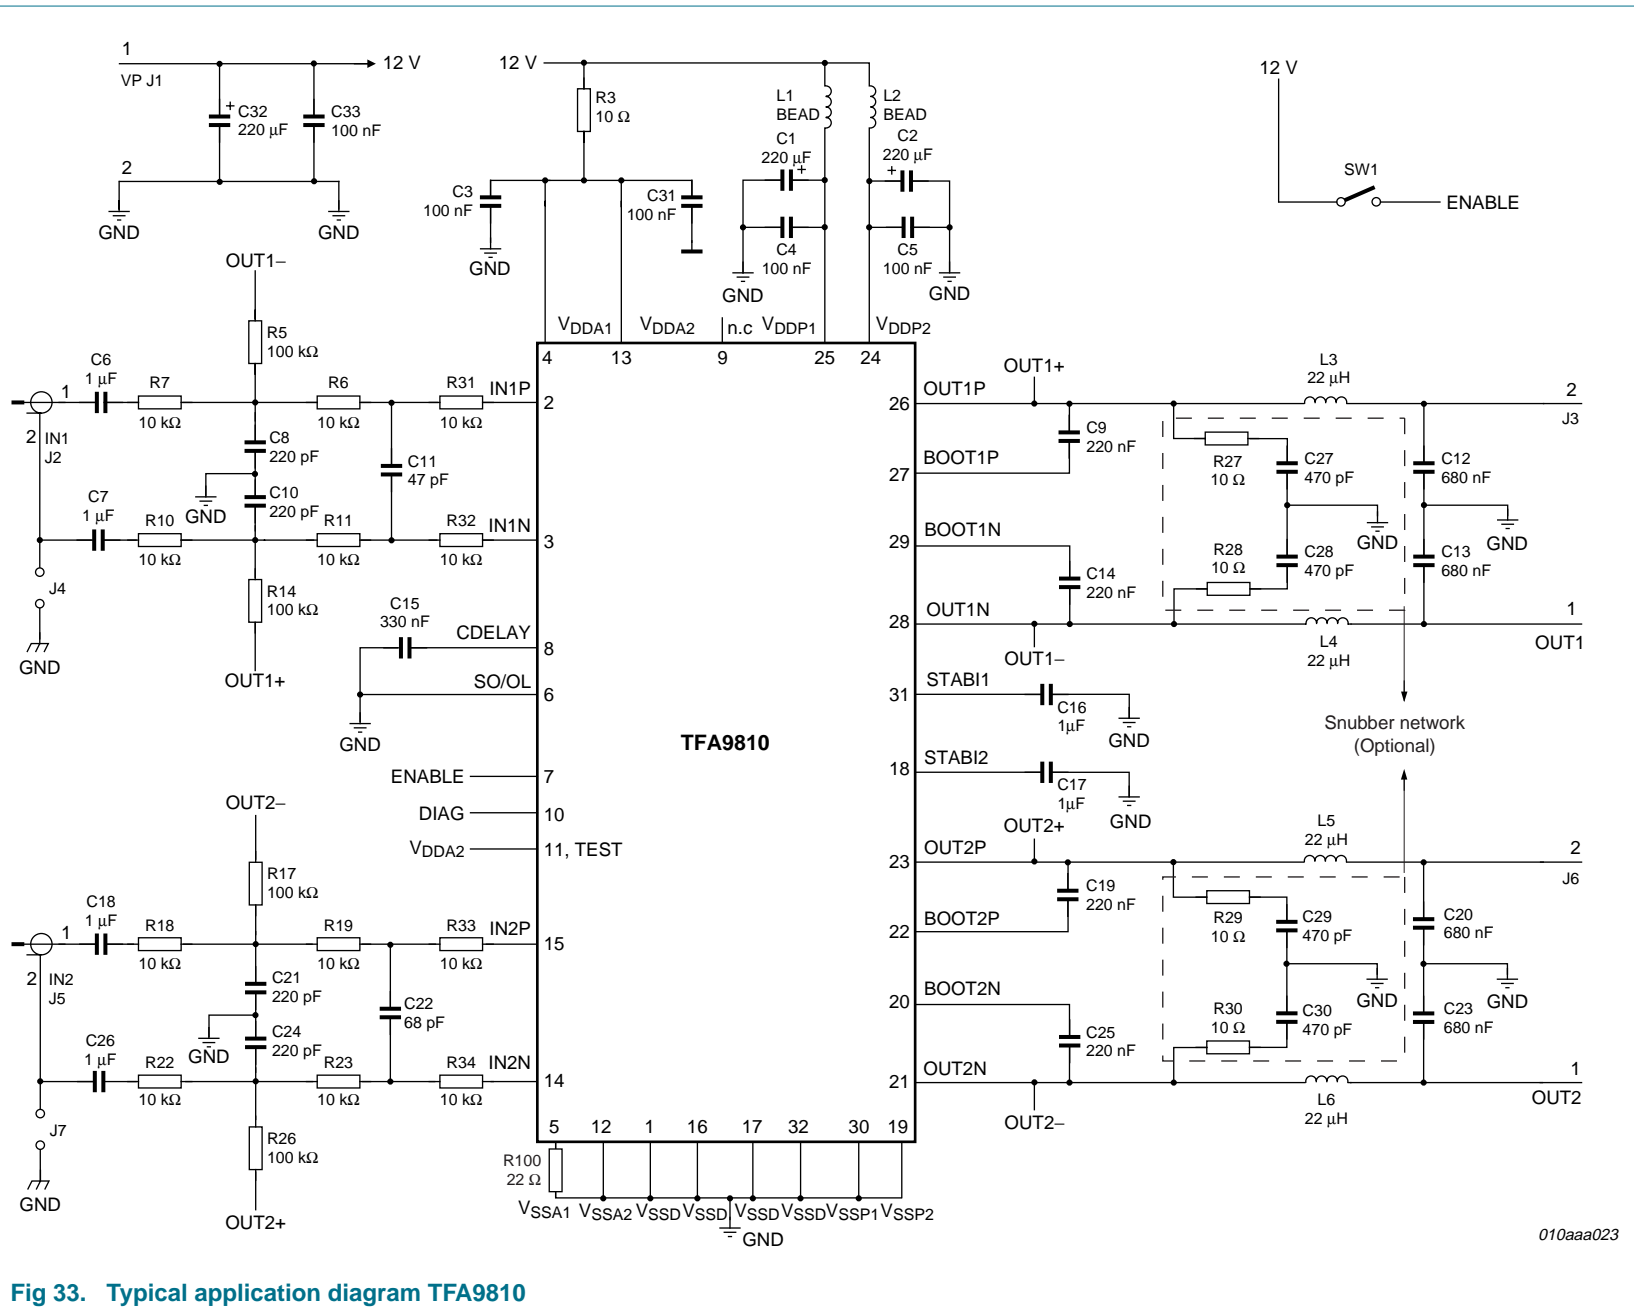 1
VP J1
12 V
+
C32
220 μF
C33
100 nF
2
GND
GND
12 V
R3
10 Ω
L1
BEAD
L2
BEAD
C1
220 μF
+
C2
220 μF
+
C3
100 nF
C31
100 nF
C4
100 nF
C5
100 nF
GND
GND
GND
12 V
SW1
ENABLE
VDDA1
VDDA2
n.c
VDDP1
VDDP2
4
13
9
25
24
OUT1−
R5
100 kΩ
C6
1 μF
R7
10 kΩ
R6
10 kΩ
R31
10 kΩ
IN1P
2
1
2
IN1
J2
C8
220 pF
GND
C10
220 pF
C11
47 pF
C7
1 μF
R10
10 kΩ
R11
10 kΩ
R32
10 kΩ
IN1N
3
J4
GND
R14
100 kΩ
OUT1+
C15
330 nF
CDELAY
8
SO/OL
6
GND
TFA9810
ENABLE
7
DIAG
10
VDDA2
11, TEST
OUT2−
R17
100 kΩ
C18
1 μF
R18
10 kΩ
R19
10 kΩ
R33
10 kΩ
IN2P
15
1
2
IN2
J5
C21
220 pF
GND
C24
220 pF
C22
68 pF
C26
1 μF
R22
10 kΩ
R23
10 kΩ
R34
10 kΩ
IN2N
14
J7
GND
R26
100 kΩ
OUT2+
5
12
1
16
17
32
30
19
R100
22 Ω
VSSA1
VSSA2
VSSD
VSSD
VSSD
VSSD
VSSP1
VSSP2
GND
26
OUT1P
OUT1+
L3
22 μH
2
J3
C9
220 nF
27
BOOT1P
R27
10 Ω
C27
470 pF
C12
680 nF
GND
GND
29
BOOT1N
C14
220 nF
R28
10 Ω
C28
470 pF
C13
680 nF
28
OUT1N
OUT1−
L4
22 μH
1
OUT1
31
STABI1
C16
1μF
GND
Snubber network
(Optional)
18
STABI2
C17
1μF
GND
23
OUT2P
OUT2+
L5
22 μH
2
J6
C19
220 nF
22
BOOT2P
R29
10 Ω
C29
470 pF
C20
680 nF
GND
GND
20
BOOT2N
C25
220 nF
R30
10 Ω
C30
470 pF
C23
680 nF
21
OUT2N
OUT2−
L6
22 μH
1
OUT2
010aaa023
Fig 33. Typical application diagram TFA9810